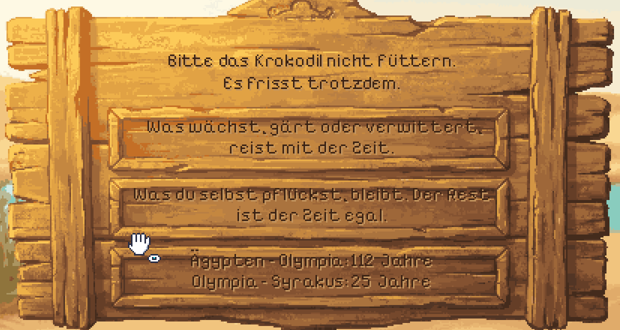 Bitte das Krokodil nicht füttern.
Es frisst trotzdem.
Was wächst, gärt oder verwittert,
reist mit der Zeit.
Was du selbst pflückst, bleibt. Der Rest
ist der Zeit egal.
Ägypten - Olympia: 112 Jahre
Olympia - Syrakus: 25 Jahre